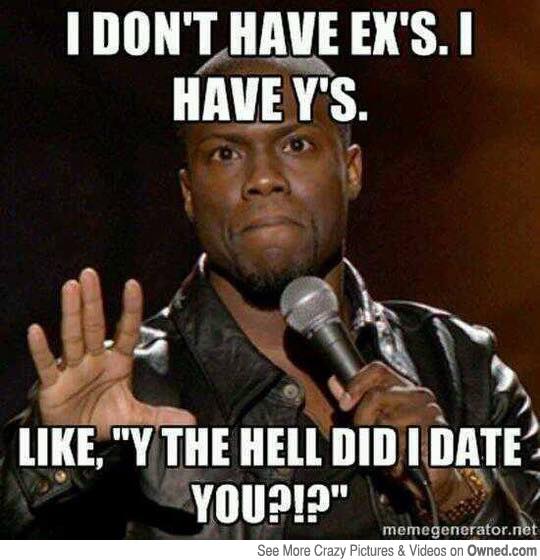 I DON'T HAVE EX'S. I
HAVE Y'S.
LIKE, "Y THE HELL DID I DATE
YOU?!?"
memegenerator.net
See More Crazy Pictures & Videos on Owned.com